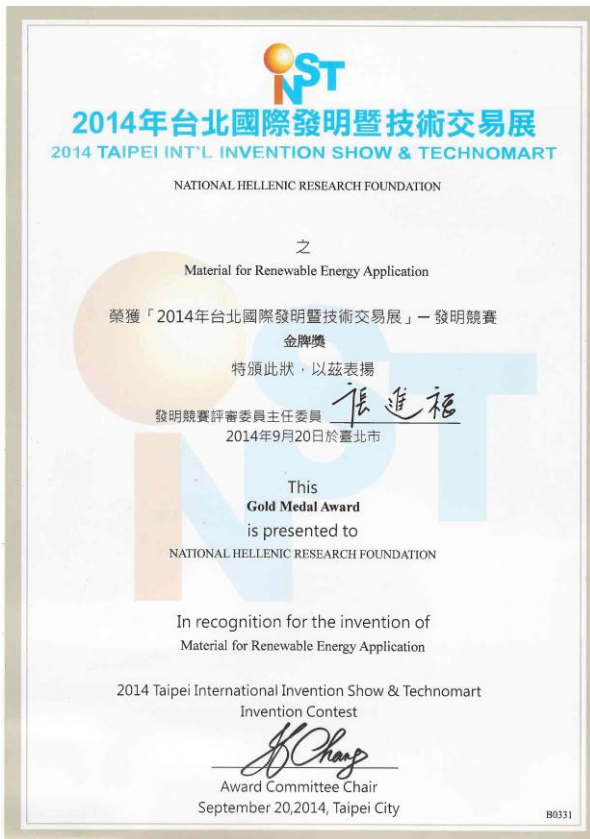 INST
2014年台北國際發明暨技術交易展
2014 TAIPEI INT'L INVENTION SHOW & TECHNOMART
NATIONAL HELLENIC RESEARCH FOUNDATION
之
Material for Renewable Energy Application
榮獲「2014年台北國際發明暨技術交易展」－發明競賽
金牌獎
特頒此狀，以茲表揚
發明競賽評審委員主任委員 張進福
2014年9月20日於臺北市
This
Gold Medal Award
is presented to
NATIONAL HELLENIC RESEARCH FOUNDATION
In recognition for the invention of
Material for Renewable Energy Application
2014 Taipei International Invention Show & Technomart
Invention Contest
Chang
Award Committee Chair
September 20,2014, Taipei City
B0331